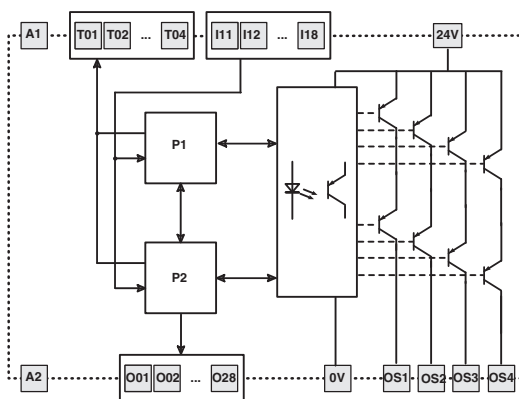 A1 T01 T02 ... T04 I11 I12 ... I18 24V
P1
P2
A2 O01 O02 ... O28 0V OS1 OS2 OS3 OS4